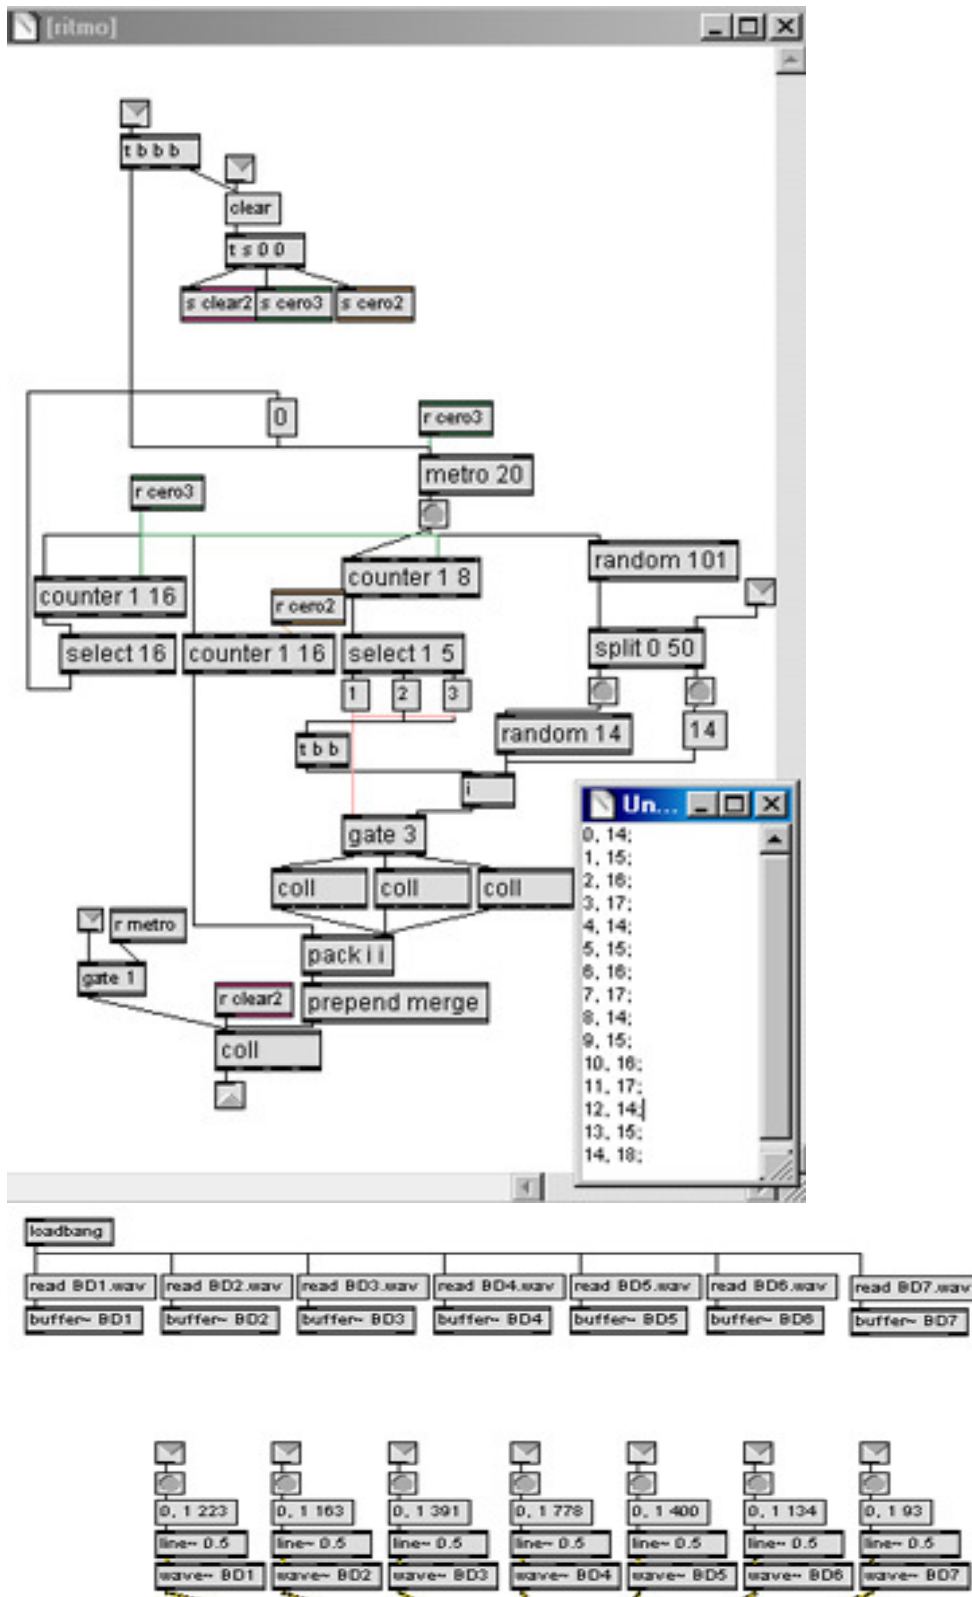 [ritmo]
t b b b
clear
t s 0 0
s clear2
s cero3
s cero2
0
r cero3
metro 20
r cero3
random 101
counter 1 8
counter 1 16
r cero2
select 16
counter 1 16
select 1 5
split 0 50
1
2
3
random 14
14
t b b
i
gate 3
Un...
0, 14;
1, 15;
2, 16;
3, 17;
4, 14;
5, 15;
6, 16;
7, 17;
8, 14;
9, 15;
10, 16;
11, 17;
12, 14;
13, 15;
14, 18;
coll
coll
coll
r metro
pack i i
gate 1
r clear2
prepend merge
coll
loadbang
read BD1.wav
read BD2.wav
read BD3.wav
read BD4.wav
read BD5.wav
read BD6.wav
read BD7.wav
buffer~ BD1
buffer~ BD2
buffer~ BD3
buffer~ BD4
buffer~ BD5
buffer~ BD6
buffer~ BD7
0, 1 223
0, 1 163
0, 1 391
0, 1 778
0, 1 400
0, 1 134
0, 1 93
line~ 0.5
line~ 0.5
line~ 0.5
line~ 0.5
line~ 0.5
line~ 0.5
line~ 0.5
wave~ BD1
wave~ BD2
wave~ BD3
wave~ BD4
wave~ BD5
wave~ BD6
wave~ BD7